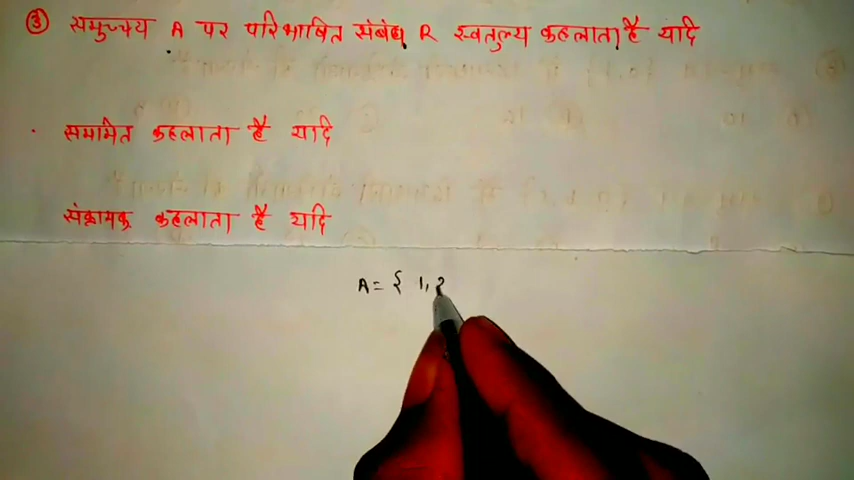 ③ समुच्चय A पर परिभाषित संबंध R स्वतुल्य कहलाता है यदि
सममित कहलाता है यदि
संक्रामक कहलाता है यदि
A = { 1, 2